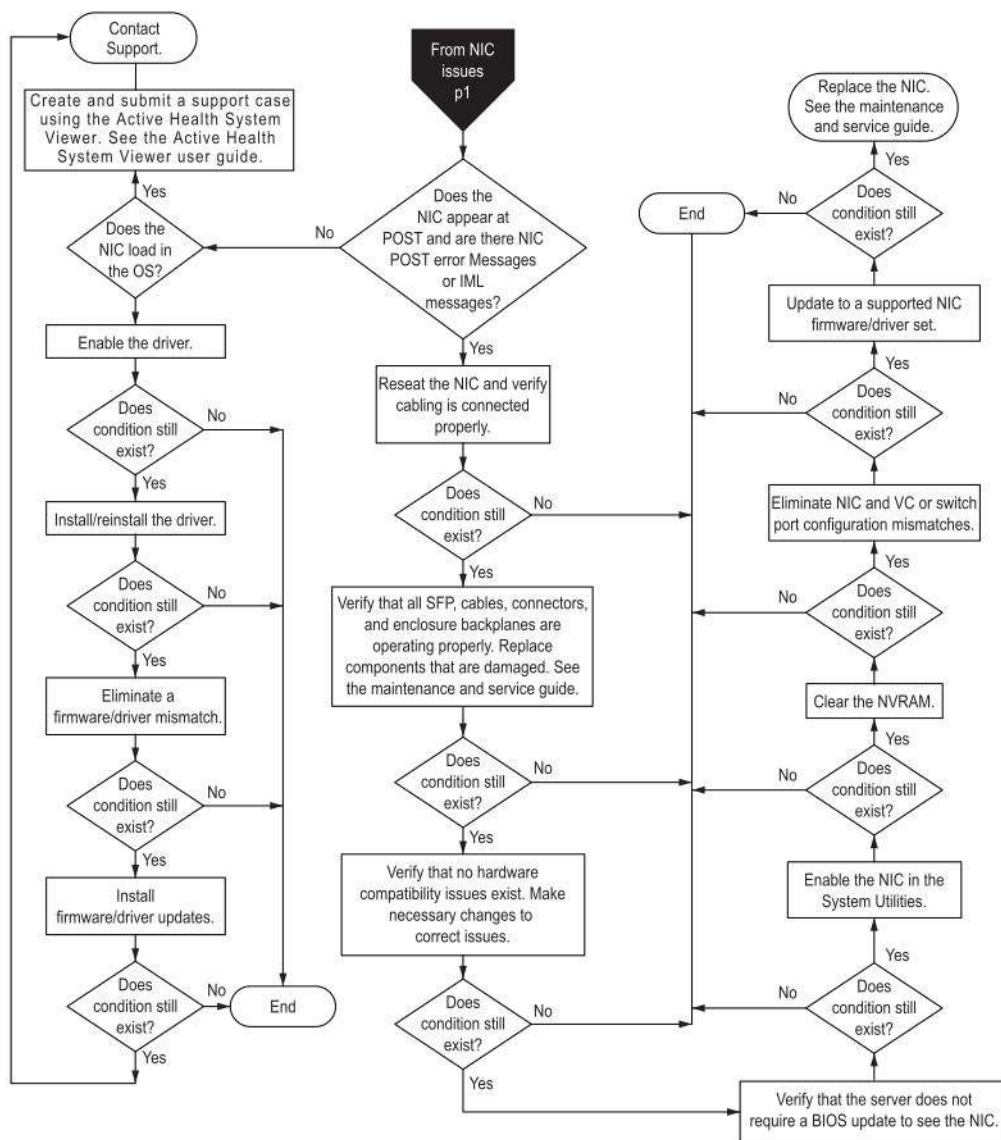 Contact
Support.
Create and submit a support case
using the Active Health System
Viewer. See the Active Health
System Viewer user guide.
Yes
Does the
NIC load in
the OS?
Enable the driver.
Does
condition still
exist?
No
Yes
Install/reinstall the driver.
Does
condition still
exist?
No
Yes
Eliminate a
firmware/driver mismatch.
Does
condition still
exist?
No
Yes
Install
firmware/driver updates.
Does
condition still
exist?
No
End
Yes
From NIC
issues
p1
Does the
NIC appear at
POST and are there NIC
POST error Messages
or IML
messages?
No
Yes
Reseat the NIC and verify
cabling is connected
properly.
Does
condition still
exist?
No
Yes
Verify that all SFP, cables, connectors,
and enclosure backplanes are
operating properly. Replace
components that are damaged. See
the maintenance and service guide.
Does
condition still
exist?
No
Yes
Verify that no hardware
compatibility issues exist. Make
necessary changes to
correct issues.
Does
condition still
exist?
No
Yes
Replace the NIC.
See the maintenance
and service guide.
Yes
Does
condition still
exist?
No
End
Update to a supported NIC
firmware/driver set.
Yes
Does
condition still
exist?
No
Eliminate NIC and VC or switch
port configuration mismatches.
Yes
Does
condition still
exist?
No
Clear the NVRAM.
Yes
Does
condition still
exist?
No
Enable the NIC in the
System Utilities.
Yes
Does
condition still
exist?
No
Verify that the server does not
require a BIOS update to see the NIC.